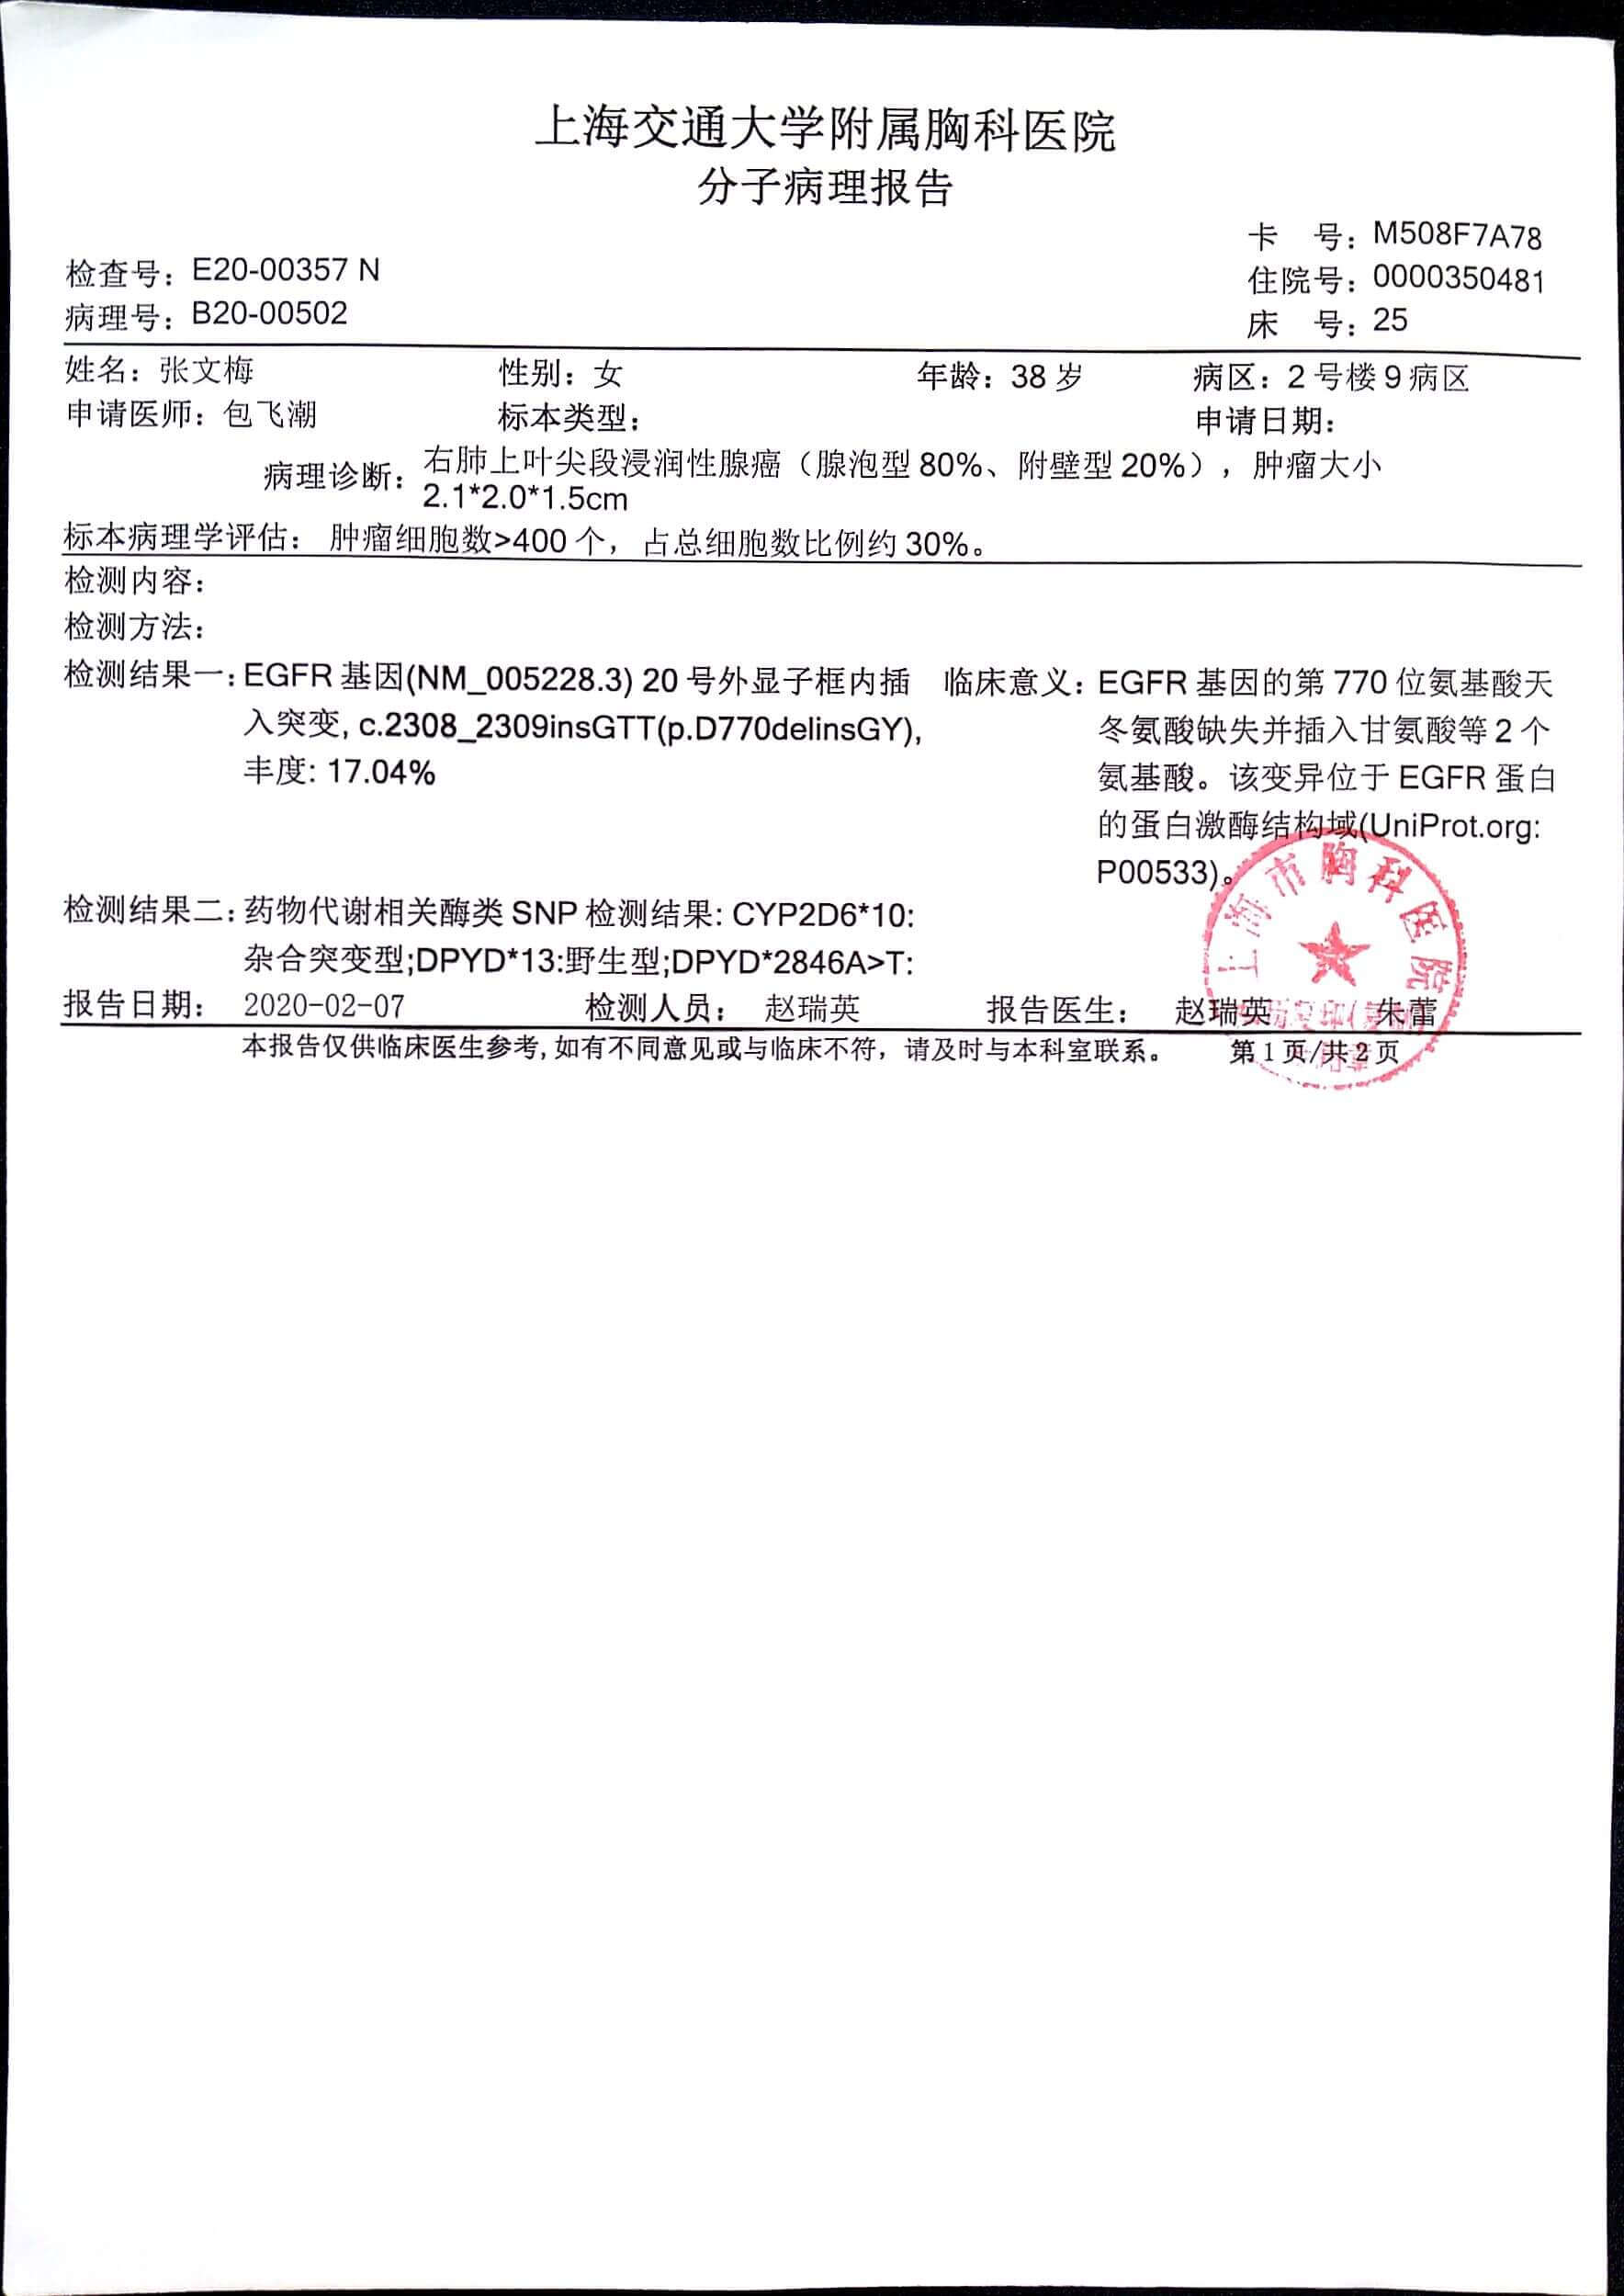 上海交通大学附属胸科医院
分子病理报告
卡 号：M508F7A78
检查号：E20-00357 N 住院号：0000350481
病理号：B20-00502 床 号：25
姓名：张文梅 性别：女 年龄：38 岁 病区：2 号楼 9 病区
申请医师：包飞潮 标本类型： 申请日期：
病理诊断：右肺上叶尖段浸润性腺癌（腺泡型 80%、附壁型 20%），肿瘤大小
2.1*2.0*1.5cm
标本病理学评估： 肿瘤细胞数>400 个，占总细胞数比例约 30%。
检测内容：
检测方法：
检测结果一：EGFR 基因(NM_005228.3) 20 号外显子框内插
入突变, c.2308_2309insGTT(p.D770delinsGY),
丰度: 17.04%
临床意义：EGFR 基因的第 770 位氨基酸天
冬氨酸缺失并插入甘氨酸等 2 个
氨基酸。该变异位于 EGFR 蛋白
的蛋白激酶结构域(UniProt.org:
P00533)。
检测结果二：药物代谢相关酶类 SNP 检测结果: CYP2D6*10:
杂合突变型;DPYD*13:野生型;DPYD*2846A>T:
报告日期： 2020-02-07 检测人员： 赵瑞英 报告医生： 赵瑞英 朱蕾
本报告仅供临床医生参考,如有不同意见或与临床不符，请及时与本科室联系。 第 1 页/共 2 页
上海市胸科医院